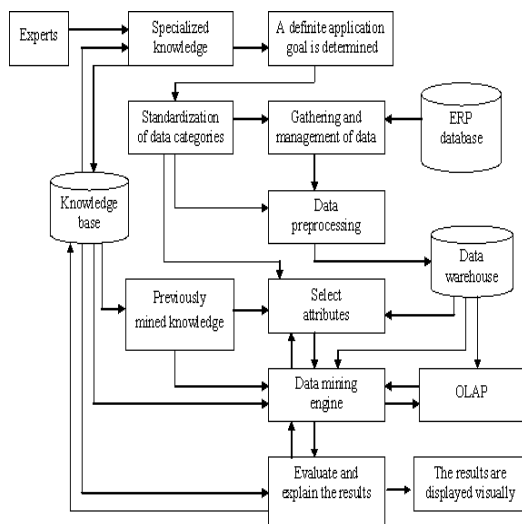 Experts
Specialized
knowledge
A definite application
goal is determined
Standardization
of data categories
Gathering and
management of data
ERP
database
Knowledge
base
Data
preprocessing
Data
warehouse
Previously
mined knowledge
Select
attributes
Data mining
engine
OLAP
Evaluate and
explain the results
The results are
displayed visually